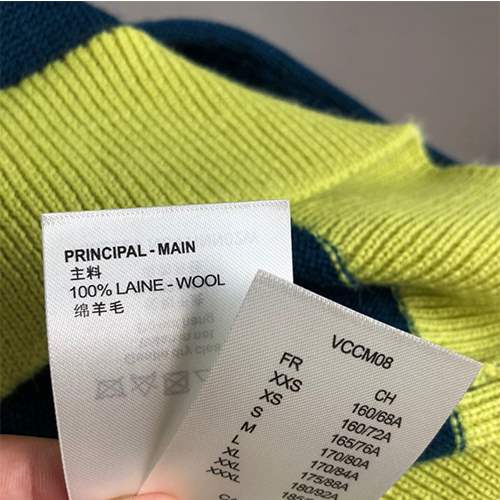 PRINCIPAL - MAIN
主料
100% LAINE - WOOL
绵羊毛
VCCM08
FR CH
XXS 160/68A
XS 160/72A
S 165/76A
M 170/80A
L 170/84A
XL 175/88A
XXL 180/92A
XXXL